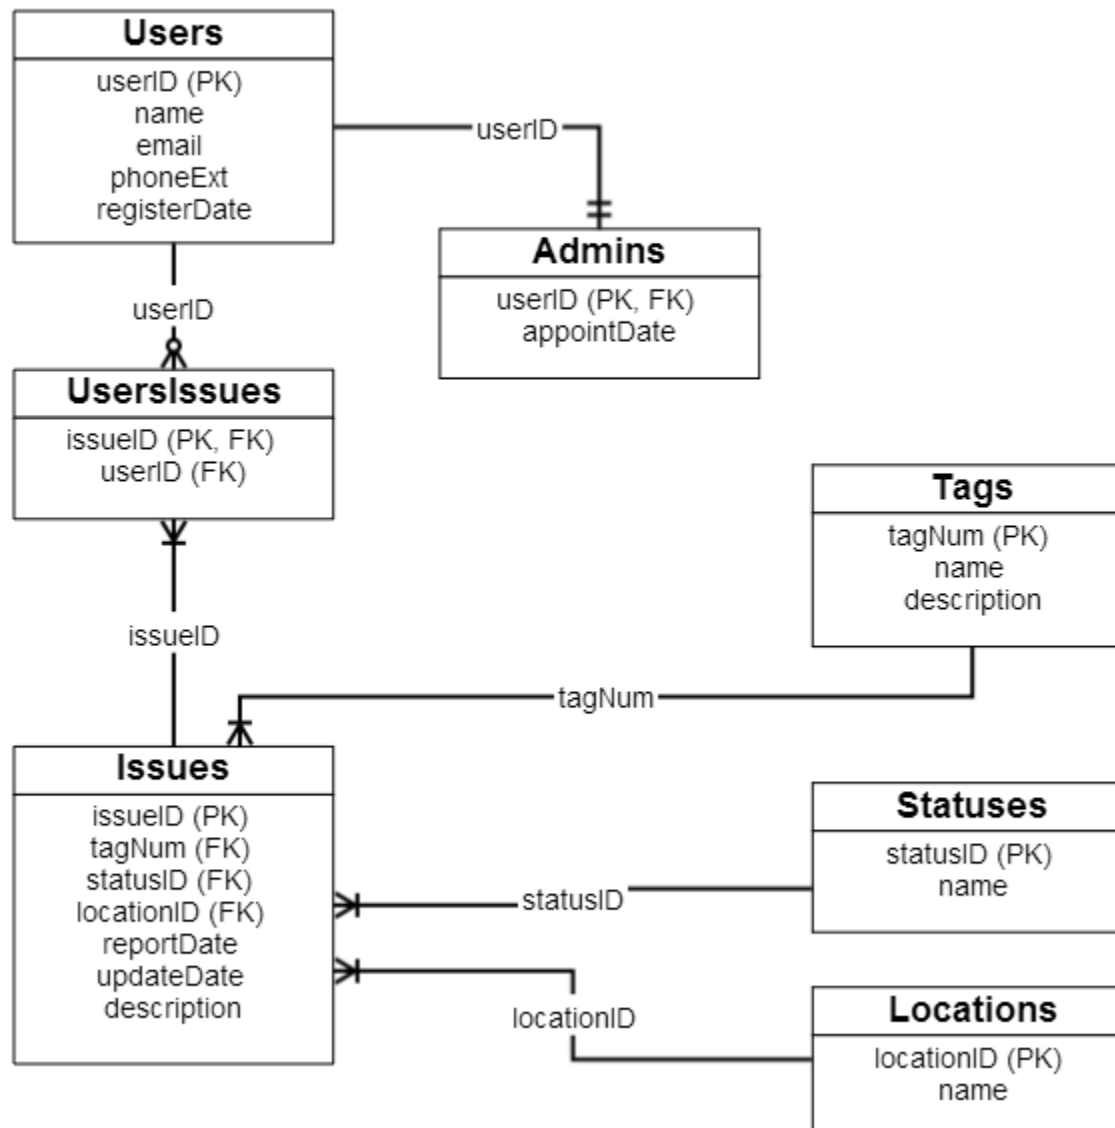 Users
userID (PK)
name
email
phoneExt
registerDate
userID
Admins
userID (PK, FK)
appointDate
userID
UsersIssues
issueID (PK, FK)
userID (FK)
issueID
Tags
tagNum (PK)
name
description
tagNum
Issues
issueID (PK)
tagNum (FK)
statusID (FK)
locationID (FK)
reportDate
updateDate
description
statusID
Statuses
statusID (PK)
name
locationID
Locations
locationID (PK)
name